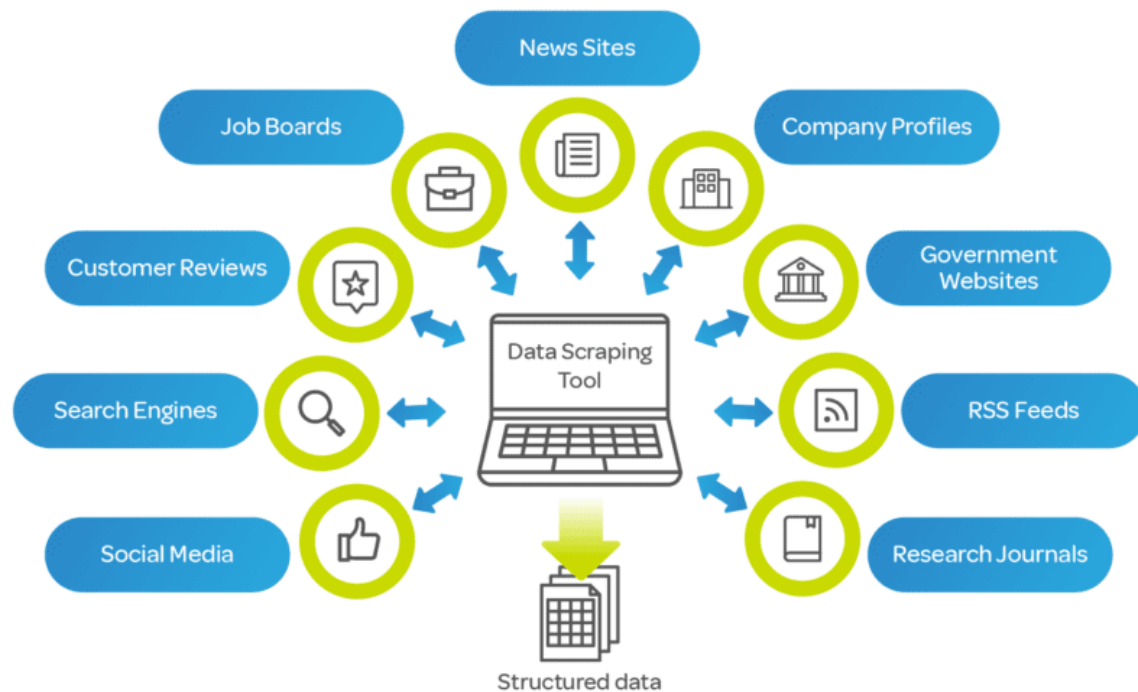 News Sites
Job Boards
Company Profiles
Customer Reviews
Government
Websites
Data Scraping
Tool
Search Engines
RSS Feeds
Social Media
Research Journals
Structured data